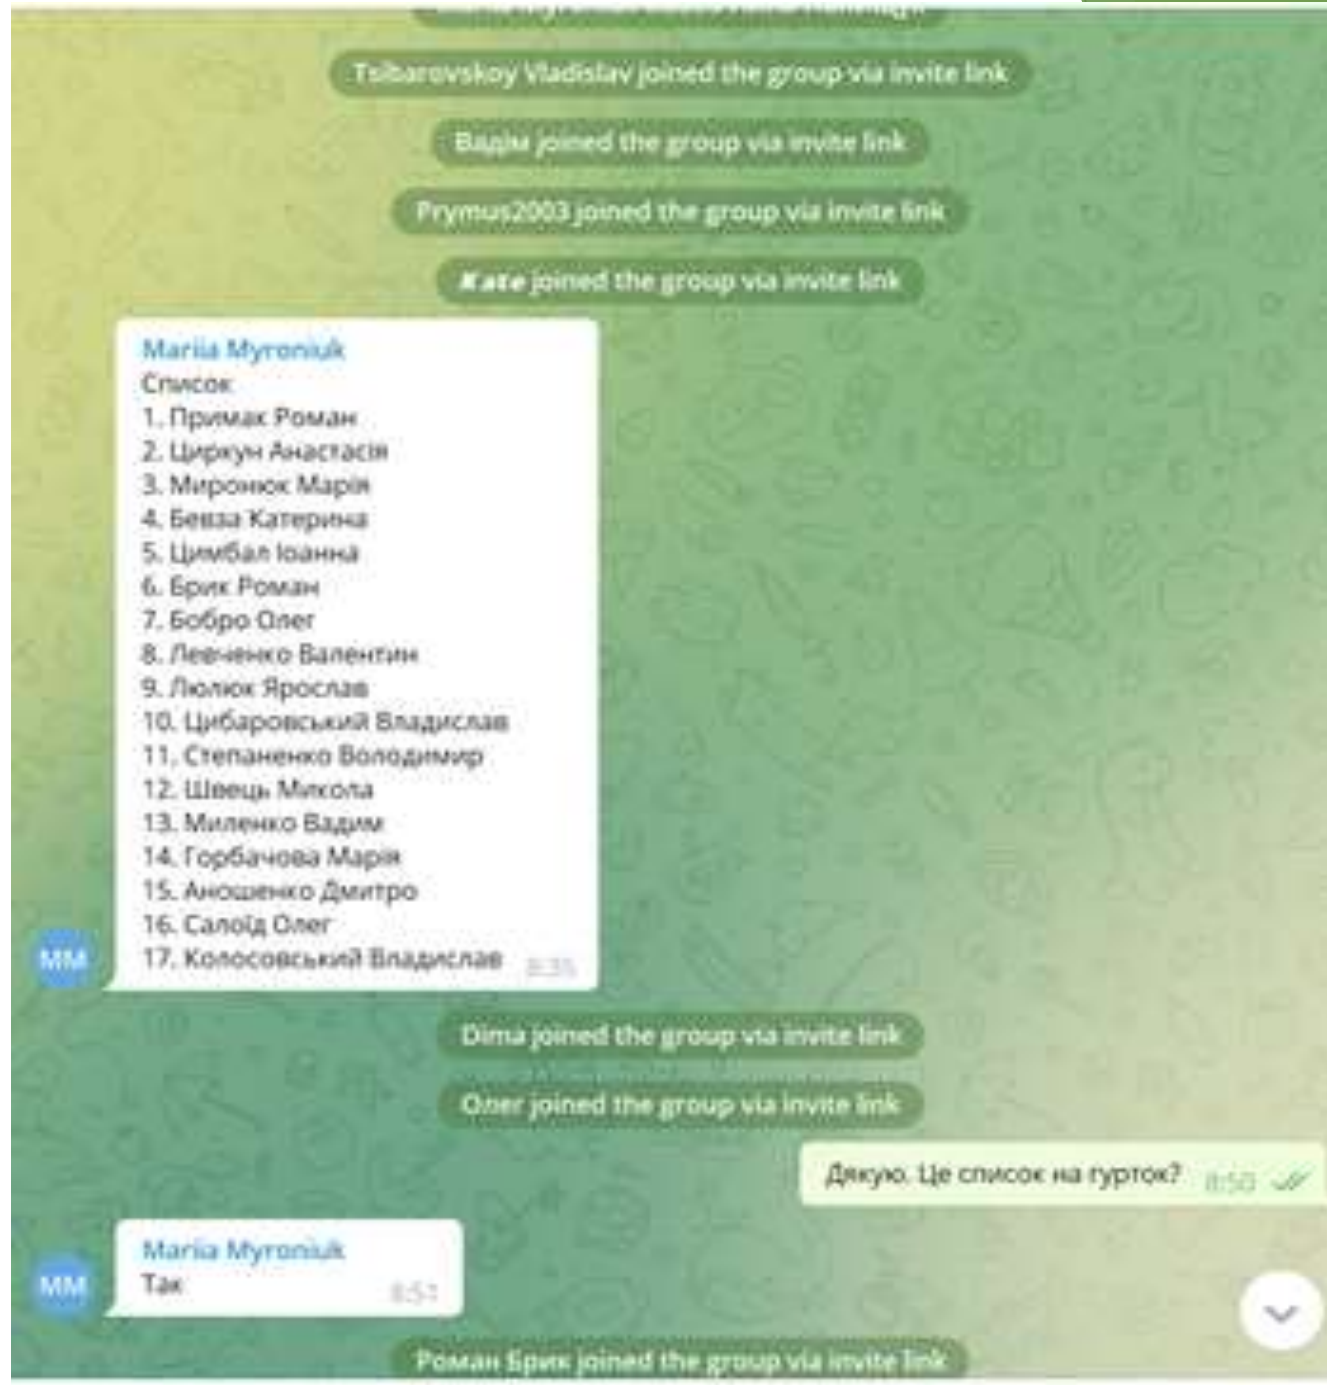 Tsibarovskoy Vladislav joined the group via invite link
Вадім joined the group via invite link
Prymus2003 joined the group via invite link
Kate joined the group via invite link
Mariia Myroniuk
Список
1. Примак Роман
2. Циркун Анастасія
3. Миронюк Марія
4. Бевза Катерина
5. Цимбал Іоанна
6. Брик Роман
7. Бобро Олег
8. Левченко Валентин
9. Люлюк Ярослав
10. Цибаровський Владислав
11. Степаненко Володимир
12. Швець Микола
13. Миленко Вадим
14. Горбачова Марія
15. Аношенко Дмитро
16. Салоїд Олег
17. Колосовський Владислав
MM
Dima joined the group via invite link
Олег joined the group via invite link
Дякую. Це список на гурток? 8:50
Mariia Myroniuk
Так 8:51
MM
Роман Брик joined the group via invite link